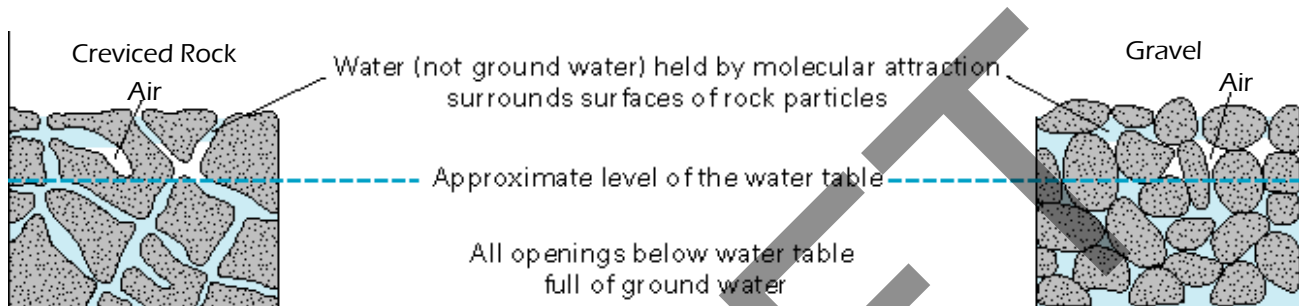 Creviced Rock
Air
Water (not ground water) held by molecular attraction
surrounds surfaces of rock particles
Gravel
Air
Approximate level of the water table
All openings below water table
full of ground water